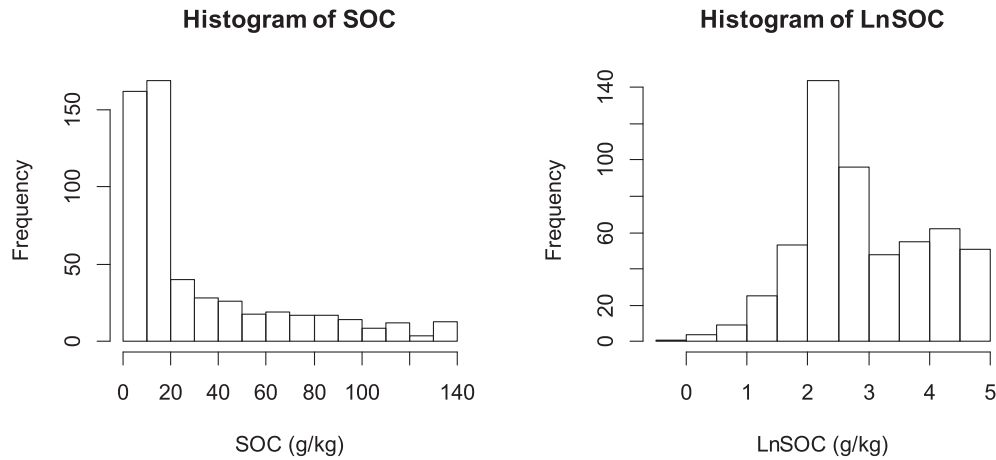 Histogram of SOC
Frequency
150
100
50
0
0 20 40 60 80 100 140
SOC (g/kg)
Histogram of LnSOC
Frequency
140
100
60
20
0
0 1 2 3 4 5
LnSOC (g/kg)